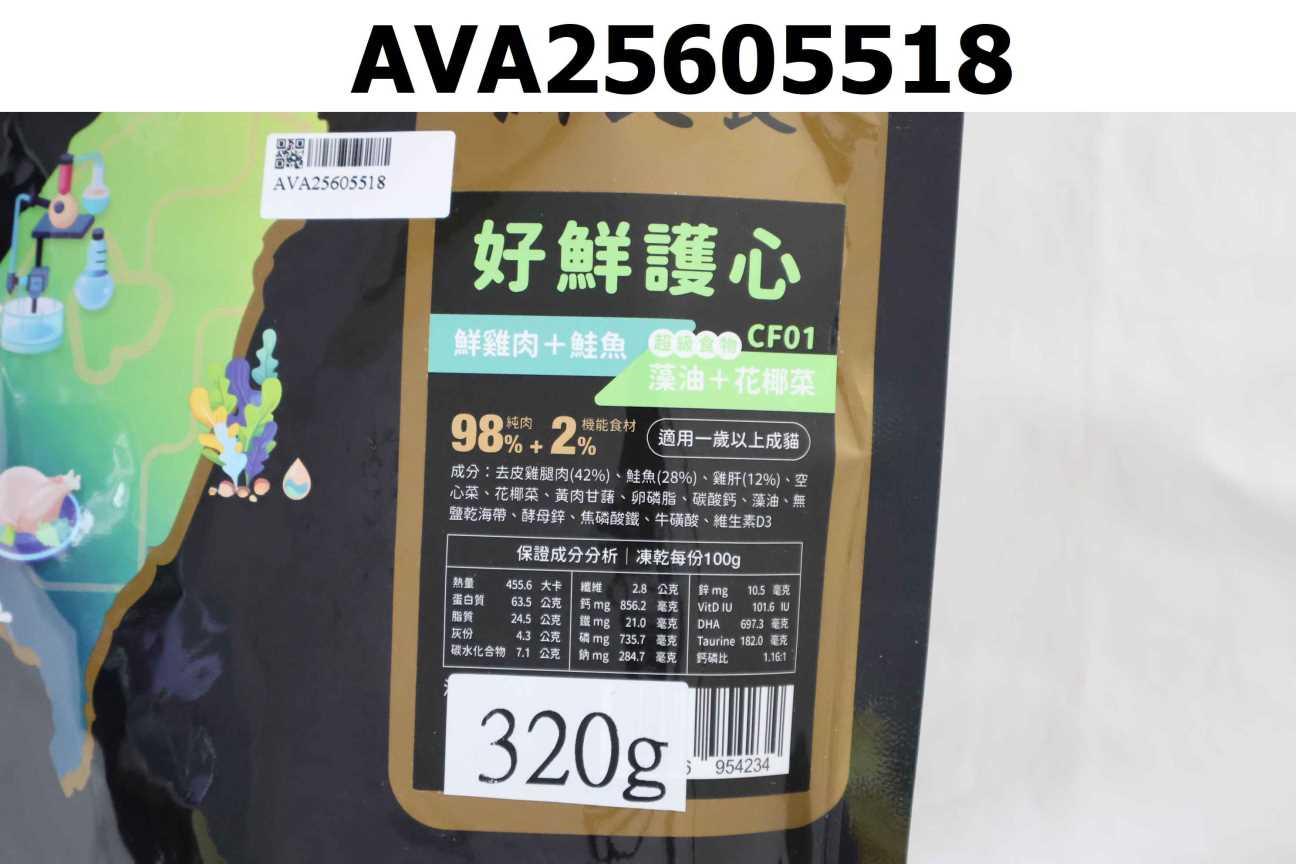 AVA25605518
AVA25605518
好鮮護心
鮮雞肉＋鮭魚
超級食物 CF01
藻油＋花椰菜
98% 純肉 + 2% 機能食材
適用一歲以上成貓
成分：去皮雞腿肉(42%)、鮭魚(28%)、雞肝(12%)、空
心菜、花椰菜、黃肉甘藷、卵磷脂、碳酸鈣、藻油、無
鹽乾海帶、酵母鋅、焦磷酸鐵、牛磺酸、維生素D3
保證成分分析｜凍乾每份100g
熱量 455.6 大卡 纖維 2.8 公克 鋅 mg 10.5 毫克
蛋白質 63.5 公克 鈣 mg 856.2 毫克 VitD IU 101.6 IU
脂質 24.5 公克 鐵 mg 21.0 毫克 DHA 697.3 毫克
灰份 4.3 公克 磷 mg 735.7 毫克 Taurine 182.0 毫克
碳水化合物 7.1 公克 鈉 mg 284.7 毫克 鈣磷比 1.16:1
320g
6 954234